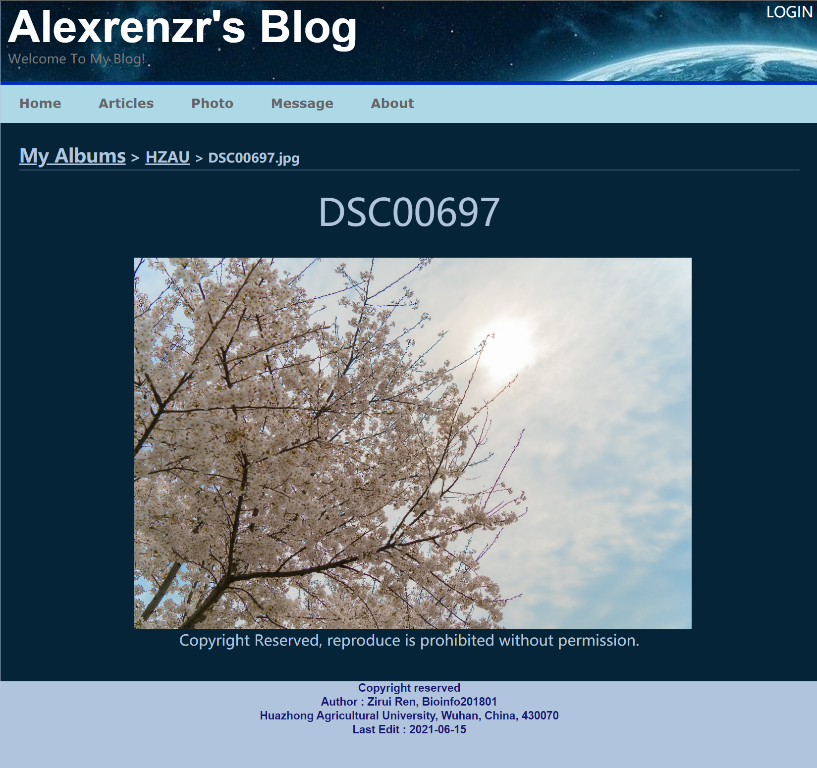 Alexrenzr's Blog
LOGIN
Welcome To My Blog!
Home Articles Photo Message About
My Albums > HZAU > DSC00697.jpg
DSC00697
Copyright Reserved, reproduce is prohibited without permission.
Copyright reserved
Author : Zirui Ren, Bioinfo201801
Huazhong Agricultural University, Wuhan, China, 430070
Last Edit : 2021-06-15